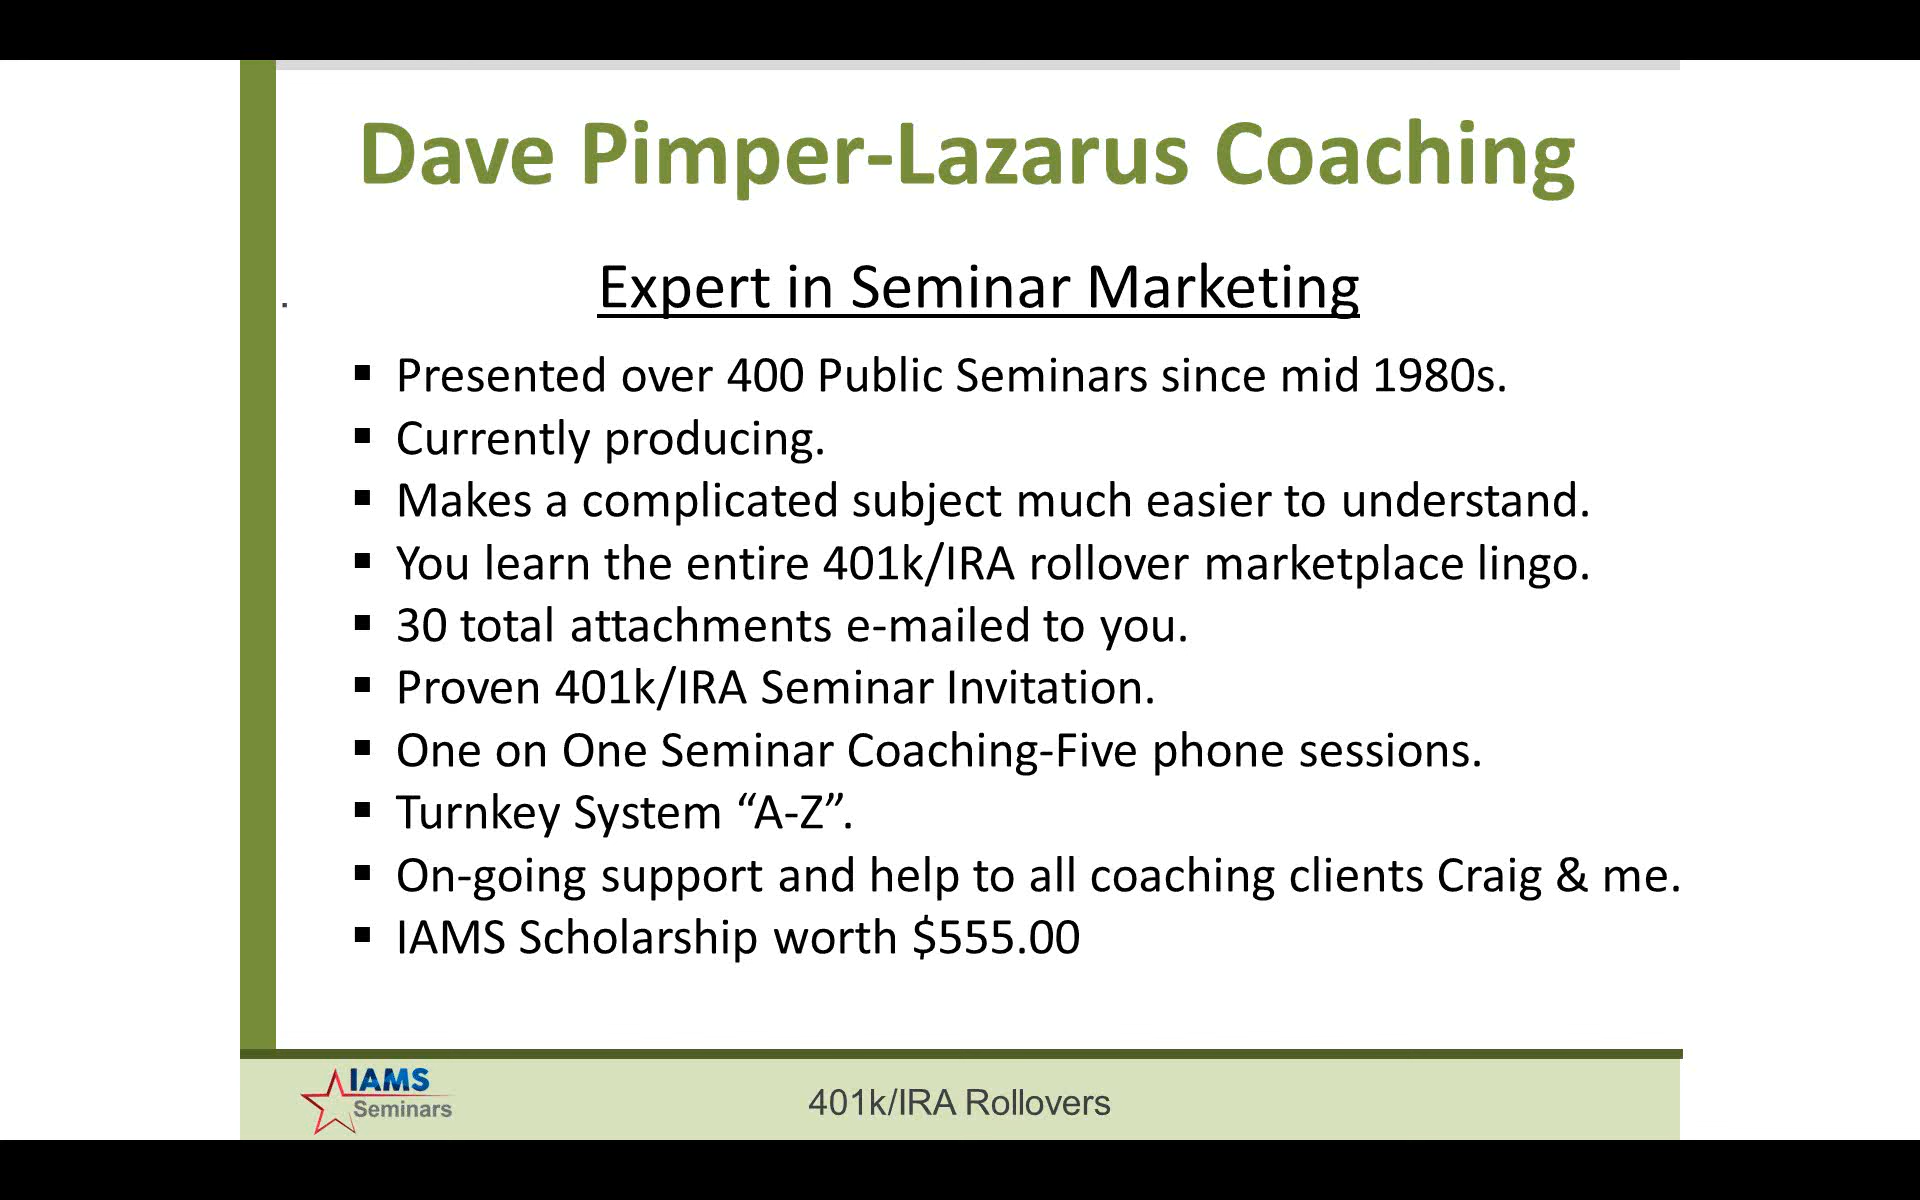 Dave Pimper-Lazarus Coaching
Expert in Seminar Marketing
▪ Presented over 400 Public Seminars since mid 1980s.
▪ Currently producing.
▪ Makes a complicated subject much easier to understand.
▪ You learn the entire 401k/IRA rollover marketplace lingo.
▪ 30 total attachments e-mailed to you.
▪ Proven 401k/IRA Seminar Invitation.
▪ One on One Seminar Coaching-Five phone sessions.
▪ Turnkey System “A-Z”.
▪ On-going support and help to all coaching clients Craig & me.
▪ IAMS Scholarship worth $555.00
IAMS
Seminars
401k/IRA Rollovers